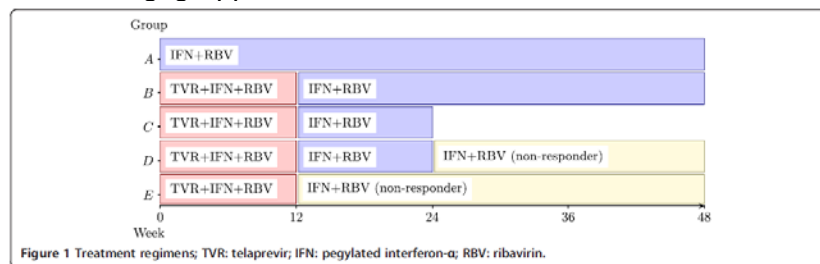 Group
A IFN+RBV
B TVR+IFN+RBV IFN+RBV
C TVR+IFN+RBV IFN+RBV
D TVR+IFN+RBV IFN+RBV IFN+RBV (non-responder)
E TVR+IFN+RBV IFN+RBV (non-responder)
0 12 24 36 48
Week
Figure 1 Treatment regimens; TVR: telaprevir; IFN: pegylated interferon-α; RBV: ribavirin.